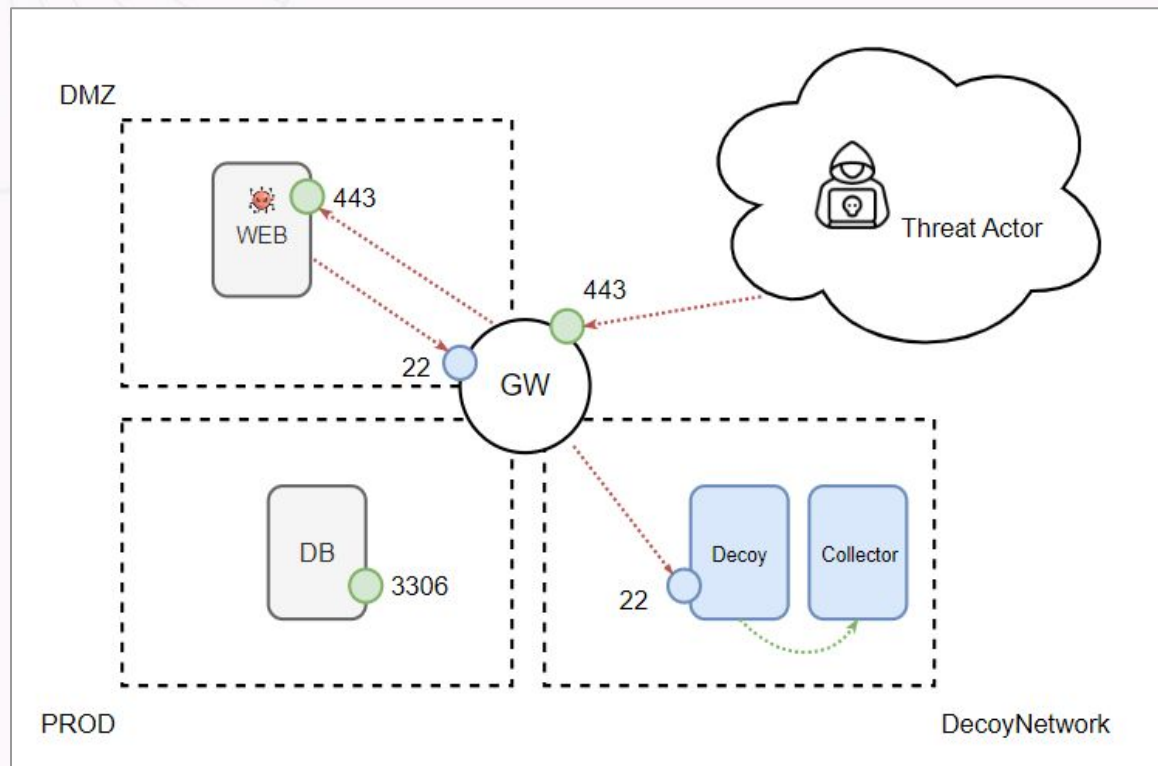 DMZ
443
WEB
Threat Actor
443
22
GW
DB
3306
Decoy
Collector
22
PROD
DecoyNetwork